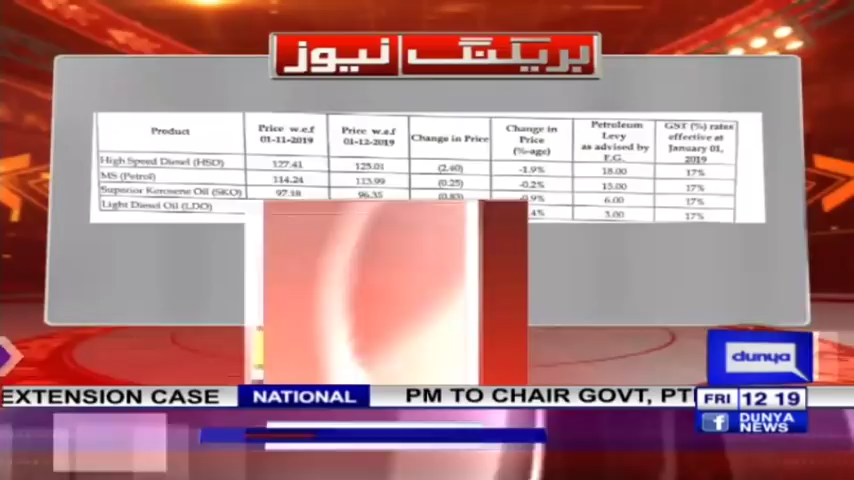 بریکنگ نیوز
Product | Price w.e.f 01-11-2019 | Price w.e.f 01-12-2019 | Change in Price | Change in Price (%-age) | Petroleum Levy as advised by F.G. | GST (%) rates effective at January 01, 2019
High Speed Diesel (HSD) | 127.41 | 125.01 | (2.40) | -1.9% | 18.00 | 17%
MS (Petrol) | 114.24 | 113.99 | (0.25) | -0.2% | 15.00 | 17%
Superior Kerosene Oil (SKO) | 97.18 | 96.35 | (0.83) | -0.9% | 6.00 | 17%
Light Diesel Oil (LDO) | 4% | 3.00 | 17%
dunya
EXTENSION CASE NATIONAL PM TO CHAIR GOVT, PT
FRI 12 19
f DUNYA NEWS